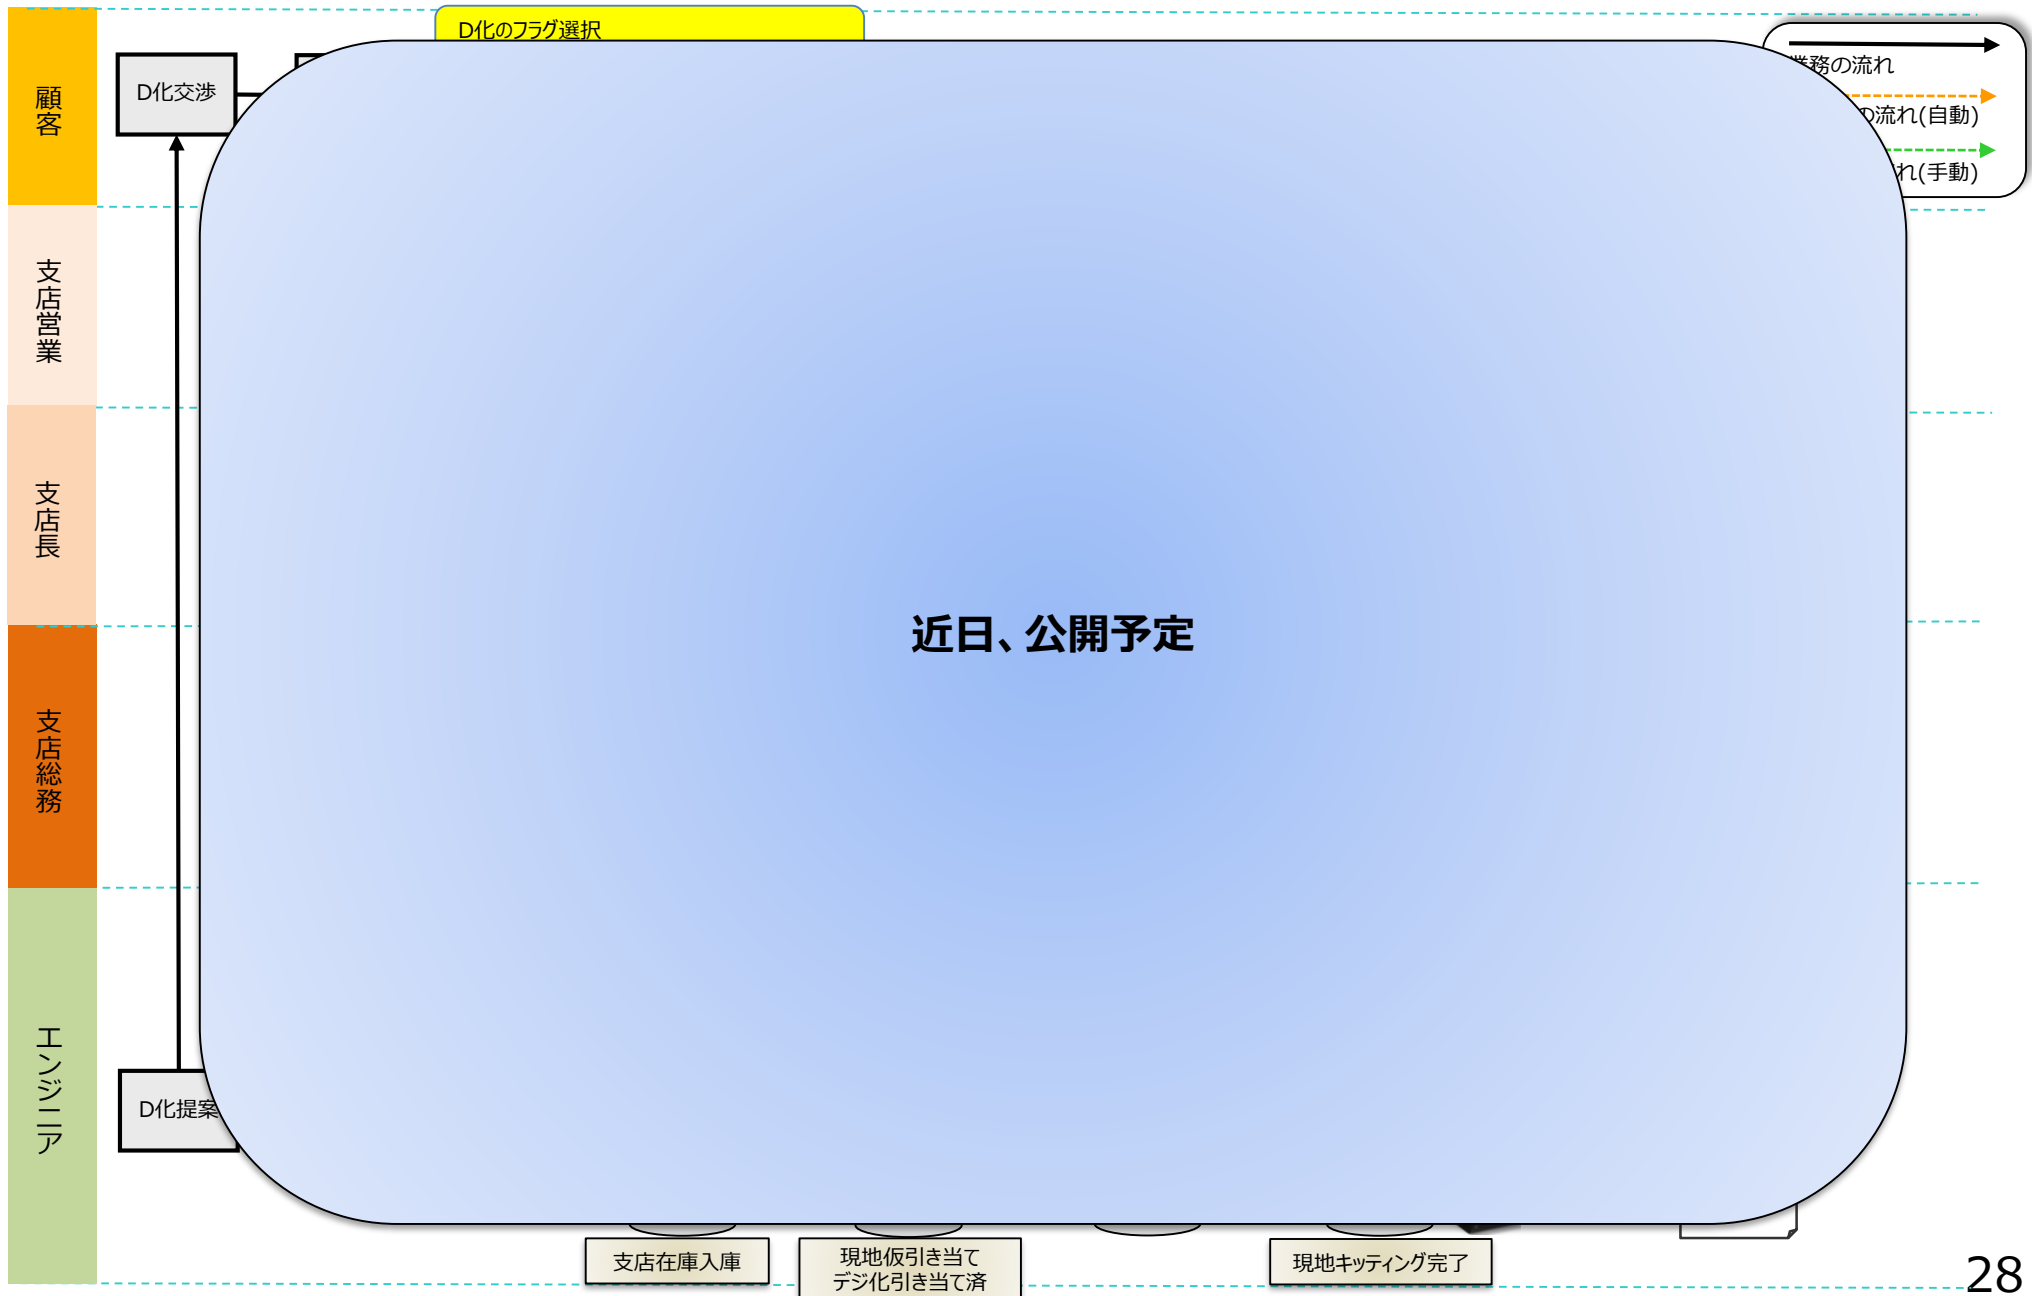 D化のフラグ選択
顧客
D化交渉
業務の流れ
の流れ(自動)
れ(手動)
支店営業
支店長
近日、公開予定
支店総務
エンジニア
D化提案
支店在庫入庫
現地仮引き当て
デジ化引き当て済
現地キッティング完了
28